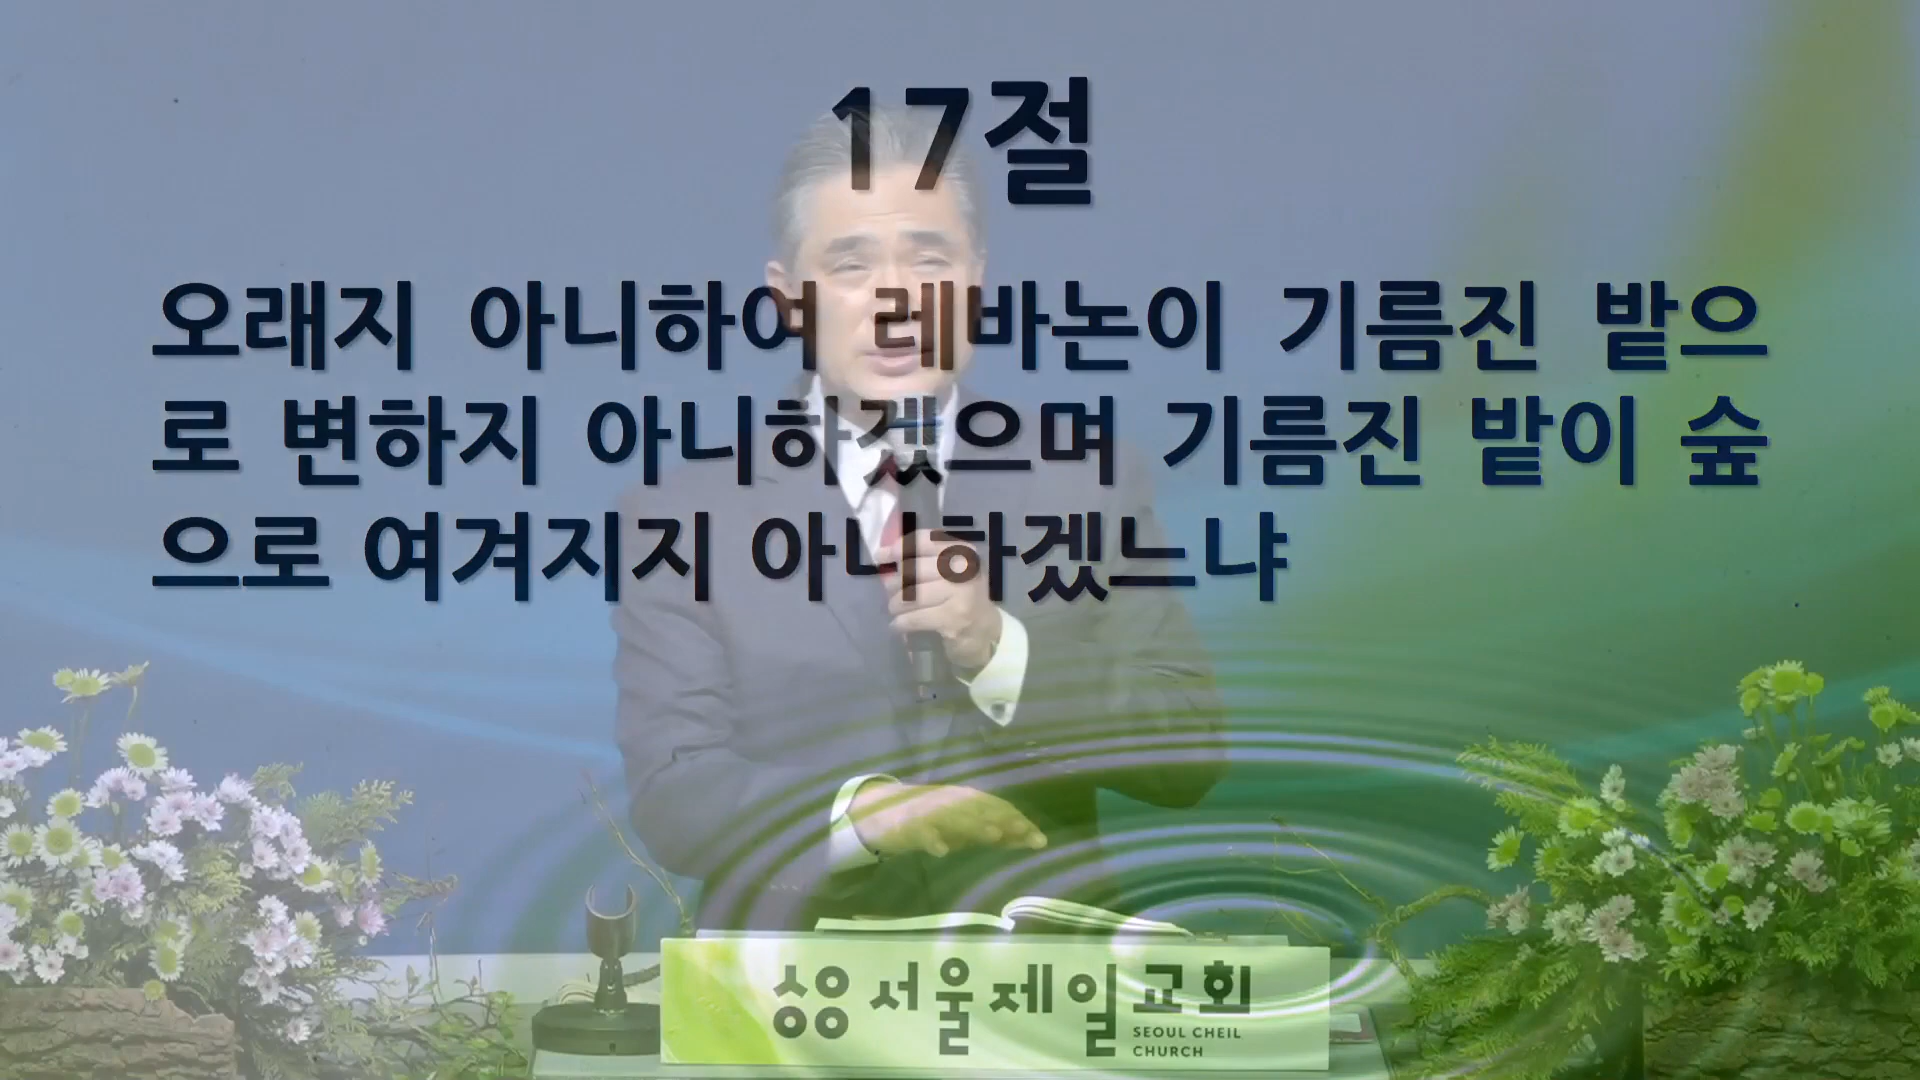 17절
오래지 아니하여 레바논이 기름진 밭으
로 변하지 아니하겠으며 기름진 밭이 숲
으로 여겨지지 아니하겠느냐
서울제일교회
SEOUL CHEIL
CHURCH